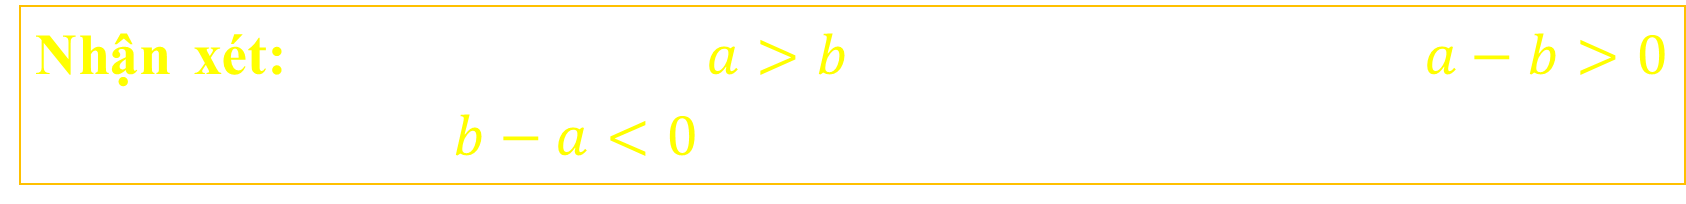 Nhận xét: a > b a − b > 0
b − a < 0